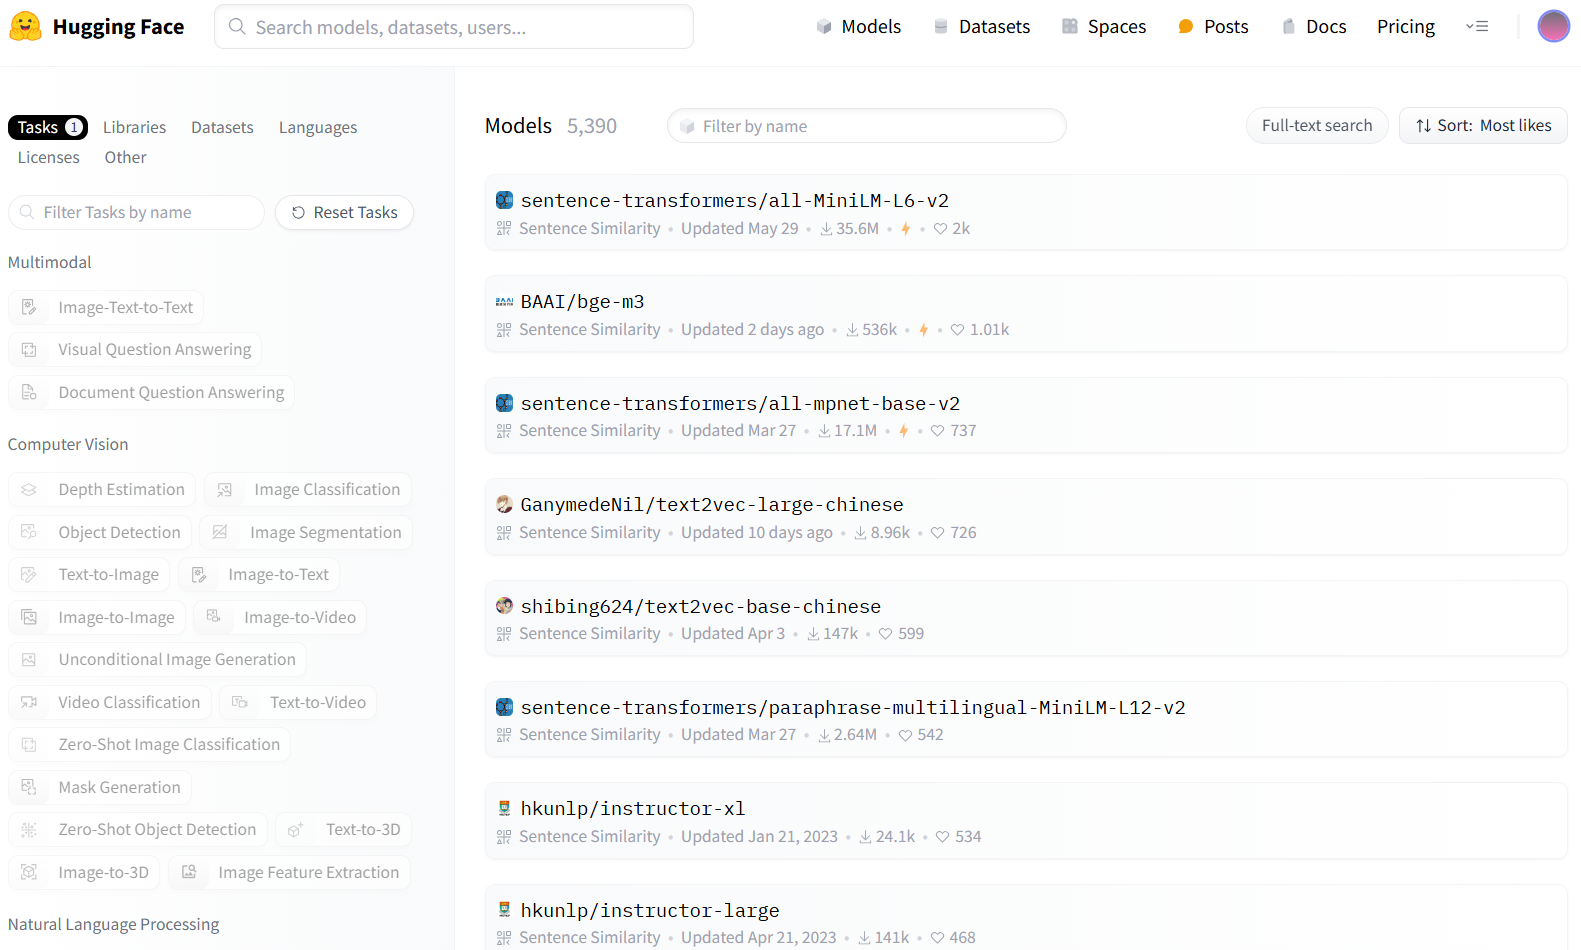 Hugging Face
Search models, datasets, users...
Models
Datasets
Spaces
Posts
Docs
Pricing
Tasks 1
Libraries
Datasets
Languages
Licenses
Other
Filter Tasks by name
Reset Tasks
Multimodal
Image-Text-to-Text
Visual Question Answering
Document Question Answering
Computer Vision
Depth Estimation
Image Classification
Object Detection
Image Segmentation
Text-to-Image
Image-to-Text
Image-to-Image
Image-to-Video
Unconditional Image Generation
Video Classification
Text-to-Video
Zero-Shot Image Classification
Mask Generation
Zero-Shot Object Detection
Text-to-3D
Image-to-3D
Image Feature Extraction
Natural Language Processing
Models 5,390
Filter by name
Full-text search
Sort: Most likes
sentence-transformers/all-MiniLM-L6-v2
Sentence Similarity • Updated May 29 • 35.6M • • 2k
BAAI/bge-m3
Sentence Similarity • Updated 2 days ago • 536k • • 1.01k
sentence-transformers/all-mpnet-base-v2
Sentence Similarity • Updated Mar 27 • 17.1M • • 737
GanymedeNil/text2vec-large-chinese
Sentence Similarity • Updated 10 days ago • 8.96k • 726
shibing624/text2vec-base-chinese
Sentence Similarity • Updated Apr 3 • 147k • 599
sentence-transformers/paraphrase-multilingual-MiniLM-L12-v2
Sentence Similarity • Updated Mar 27 • 2.64M • 542
hkunlp/instructor-xl
Sentence Similarity • Updated Jan 21, 2023 • 24.1k • 534
hkunlp/instructor-large
Sentence Similarity • Updated Apr 21, 2023 • 141k • 468